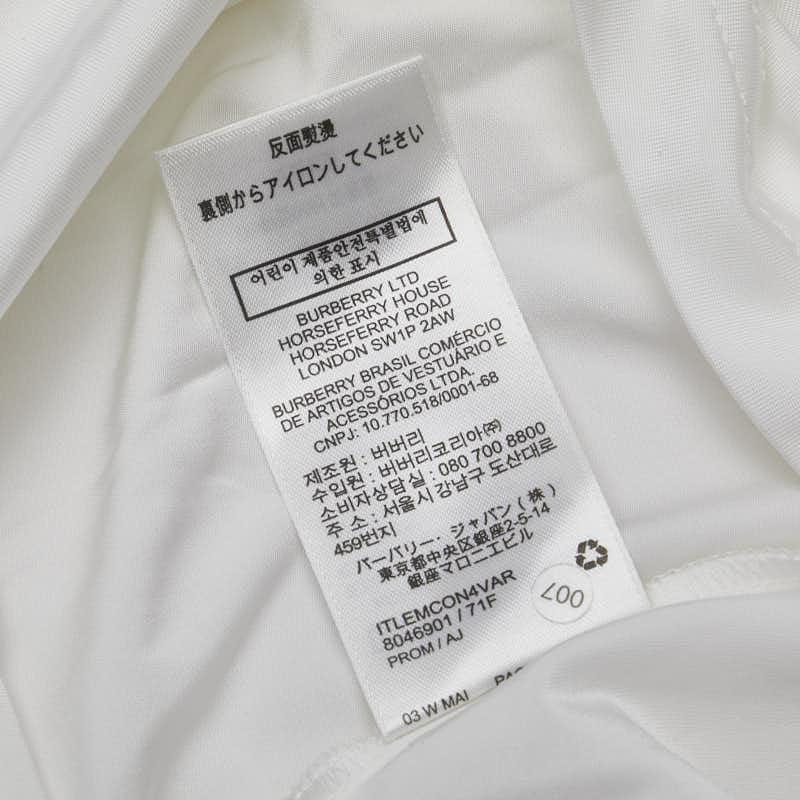 反面熨燙
裏側からアイロンしてください
어린이 제품안전특별법에
의한 표시
BURBERRY LTD
HORSEFERRY HOUSE
HORSEFERRY ROAD
LONDON SW1P 2AW
BURBERRY BRASIL COMÉRCIO
DE ARTIGOS DE VESTUÁRIO E
ACESSÓRIOS LTDA.
CNPJ: 10.770.518/0001-68
제조원 : 버버리
수입원 : 버버리코리아㈜
소비자상담실 : 080 700 8800
주 소 : 서울시 강남구 도산대로
459번지
バーバリー・ジャパン(株)
東京都中央区銀座2-5-14
銀座マロニエビル
ITLEMCON4VAR
8046901 / 71F
PROM / AJ
007
03 W MAI